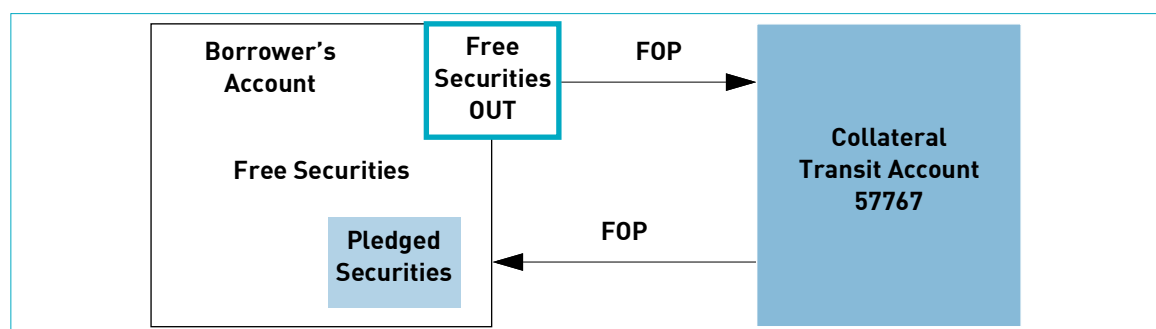 Borrower’s
Account
Free
Securities
OUT
FOP
Collateral
Transit Account
57767
Free Securities
Pledged
Securities
FOP